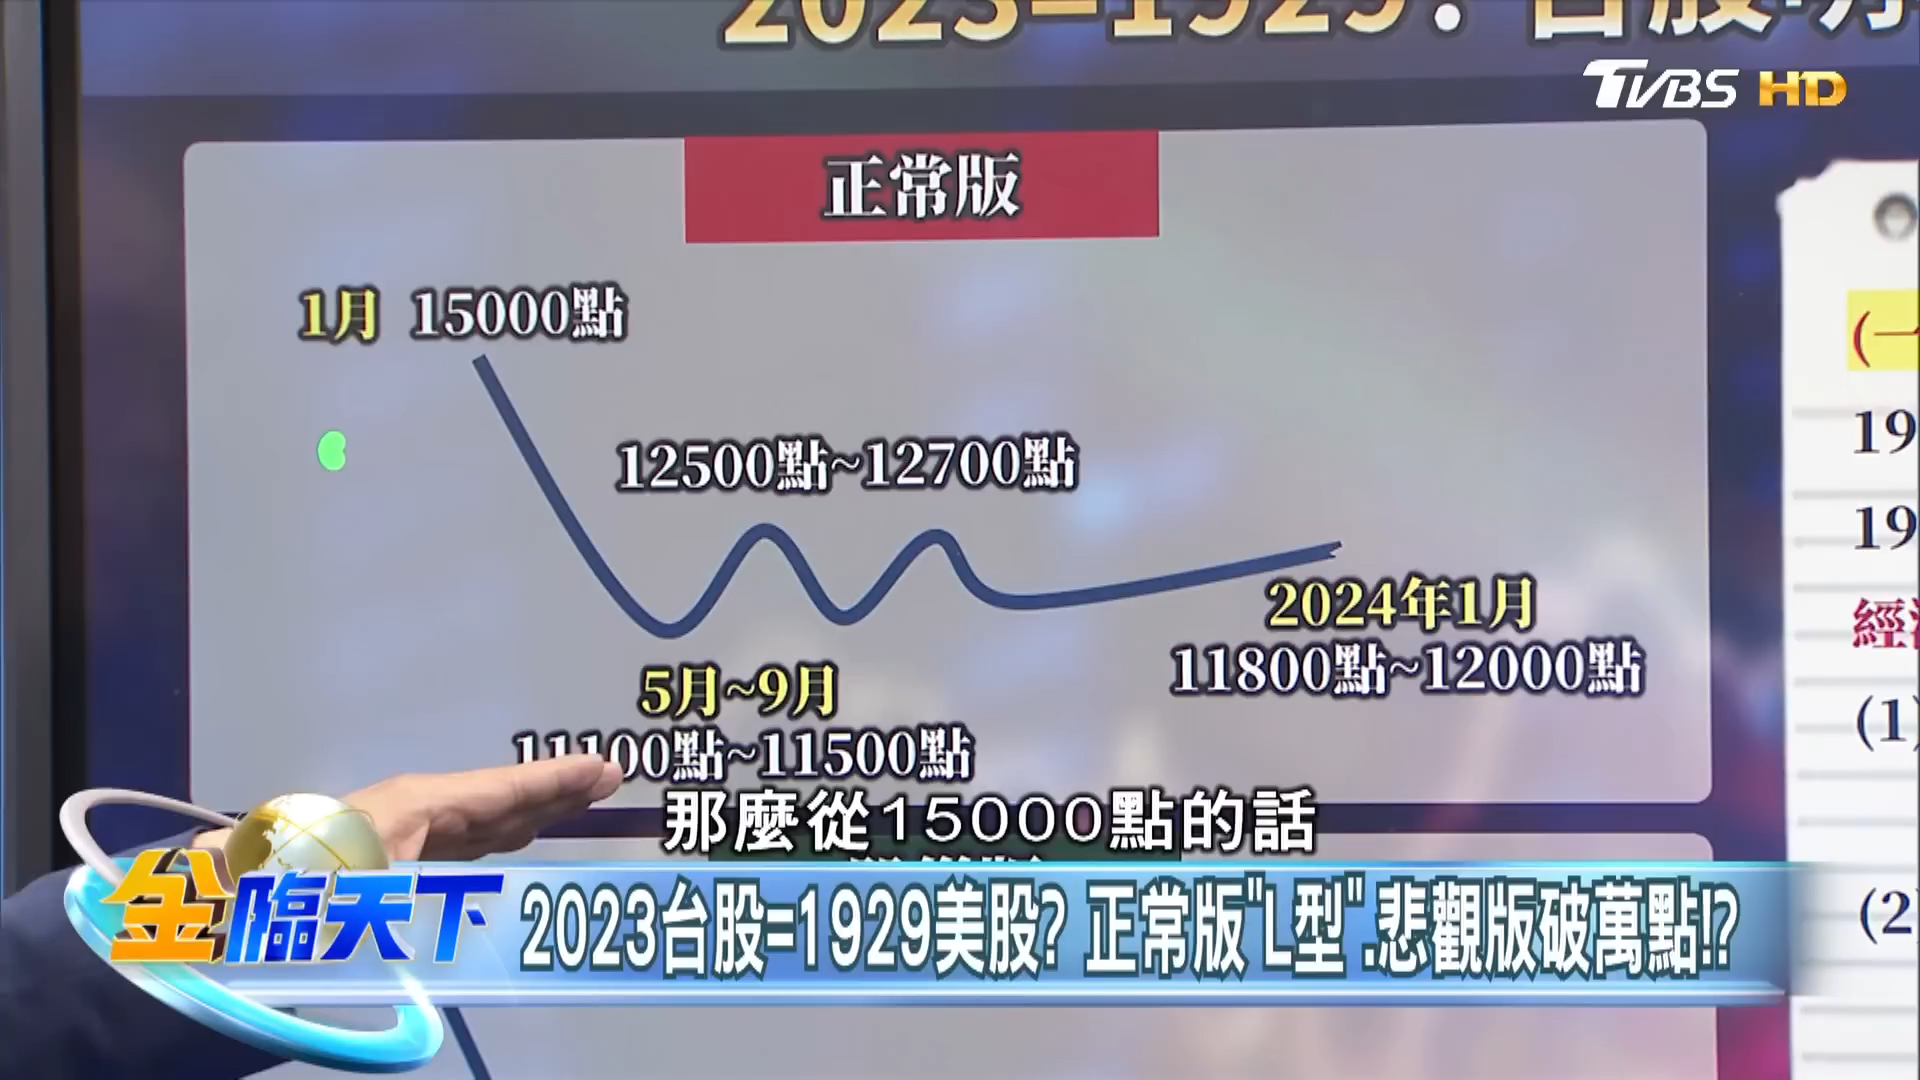 2023=1929? 台股
TVBS HD
正常版
1月 15000點
12500點~12700點
2024年1月
11800點~12000點
5月~9月
11100點~11500點
(一
19
19
經
(1)
(2
那麼從15000點的話
金臨天下
2023台股=1929美股? 正常版"L型".悲觀版破萬點!?